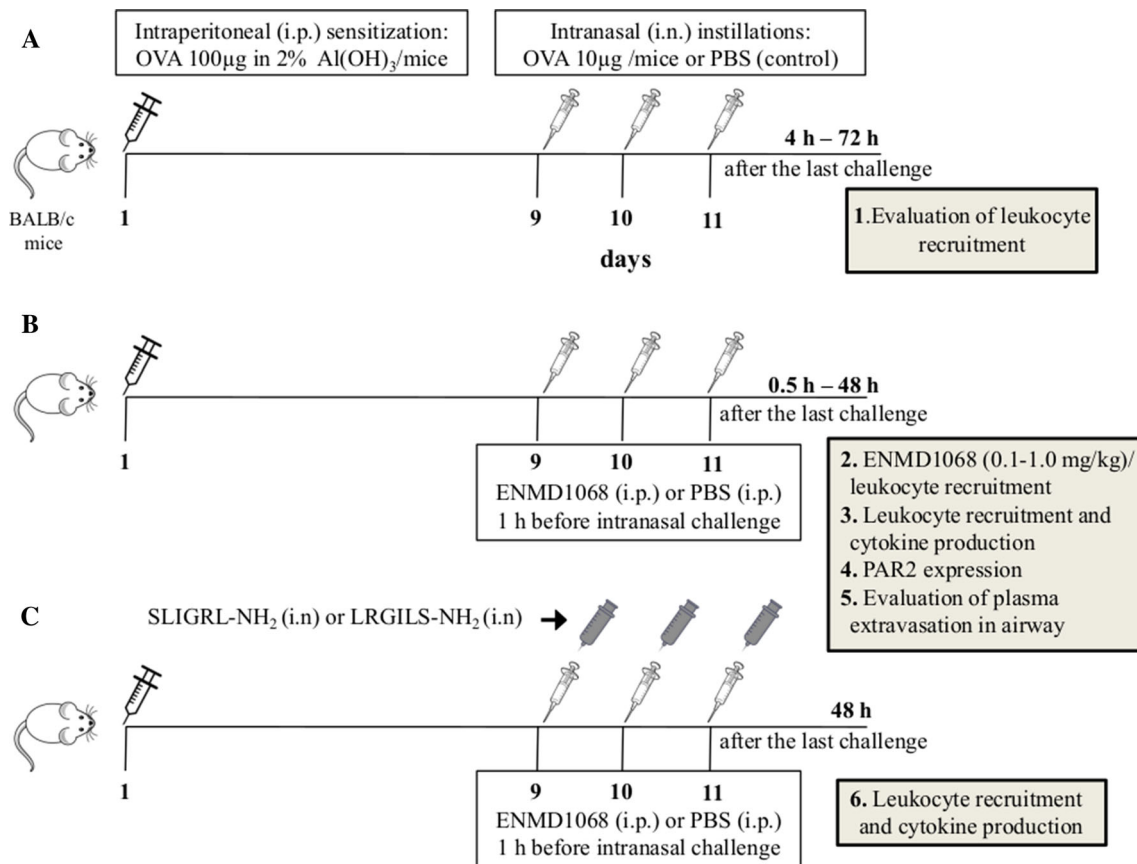 A
Intraperitoneal (i.p.) sensitization:
OVA 100µg in 2% Al(OH)₃/mice
Intranasal (i.n.) instillations:
OVA 10µg /mice or PBS (control)
4 h – 72 h
after the last challenge
BALB/c
mice
1
9
10
11
days
1.Evaluation of leukocyte
recruitment
B
0.5 h – 48 h
after the last challenge
1
9
10
11
ENMD1068 (i.p.) or PBS (i.p.)
1 h before intranasal challenge
2. ENMD1068 (0.1-1.0 mg/kg)/
leukocyte recruitment
3. Leukocyte recruitment and
cytokine production
4. PAR2 expression
5. Evaluation of plasma
extravasation in airway
C
SLIGRL-NH₂ (i.n) or LRGILS-NH₂ (i.n)
48 h
after the last challenge
1
9
10
11
ENMD1068 (i.p.) or PBS (i.p.)
1 h before intranasal challenge
6. Leukocyte recruitment
and cytokine production